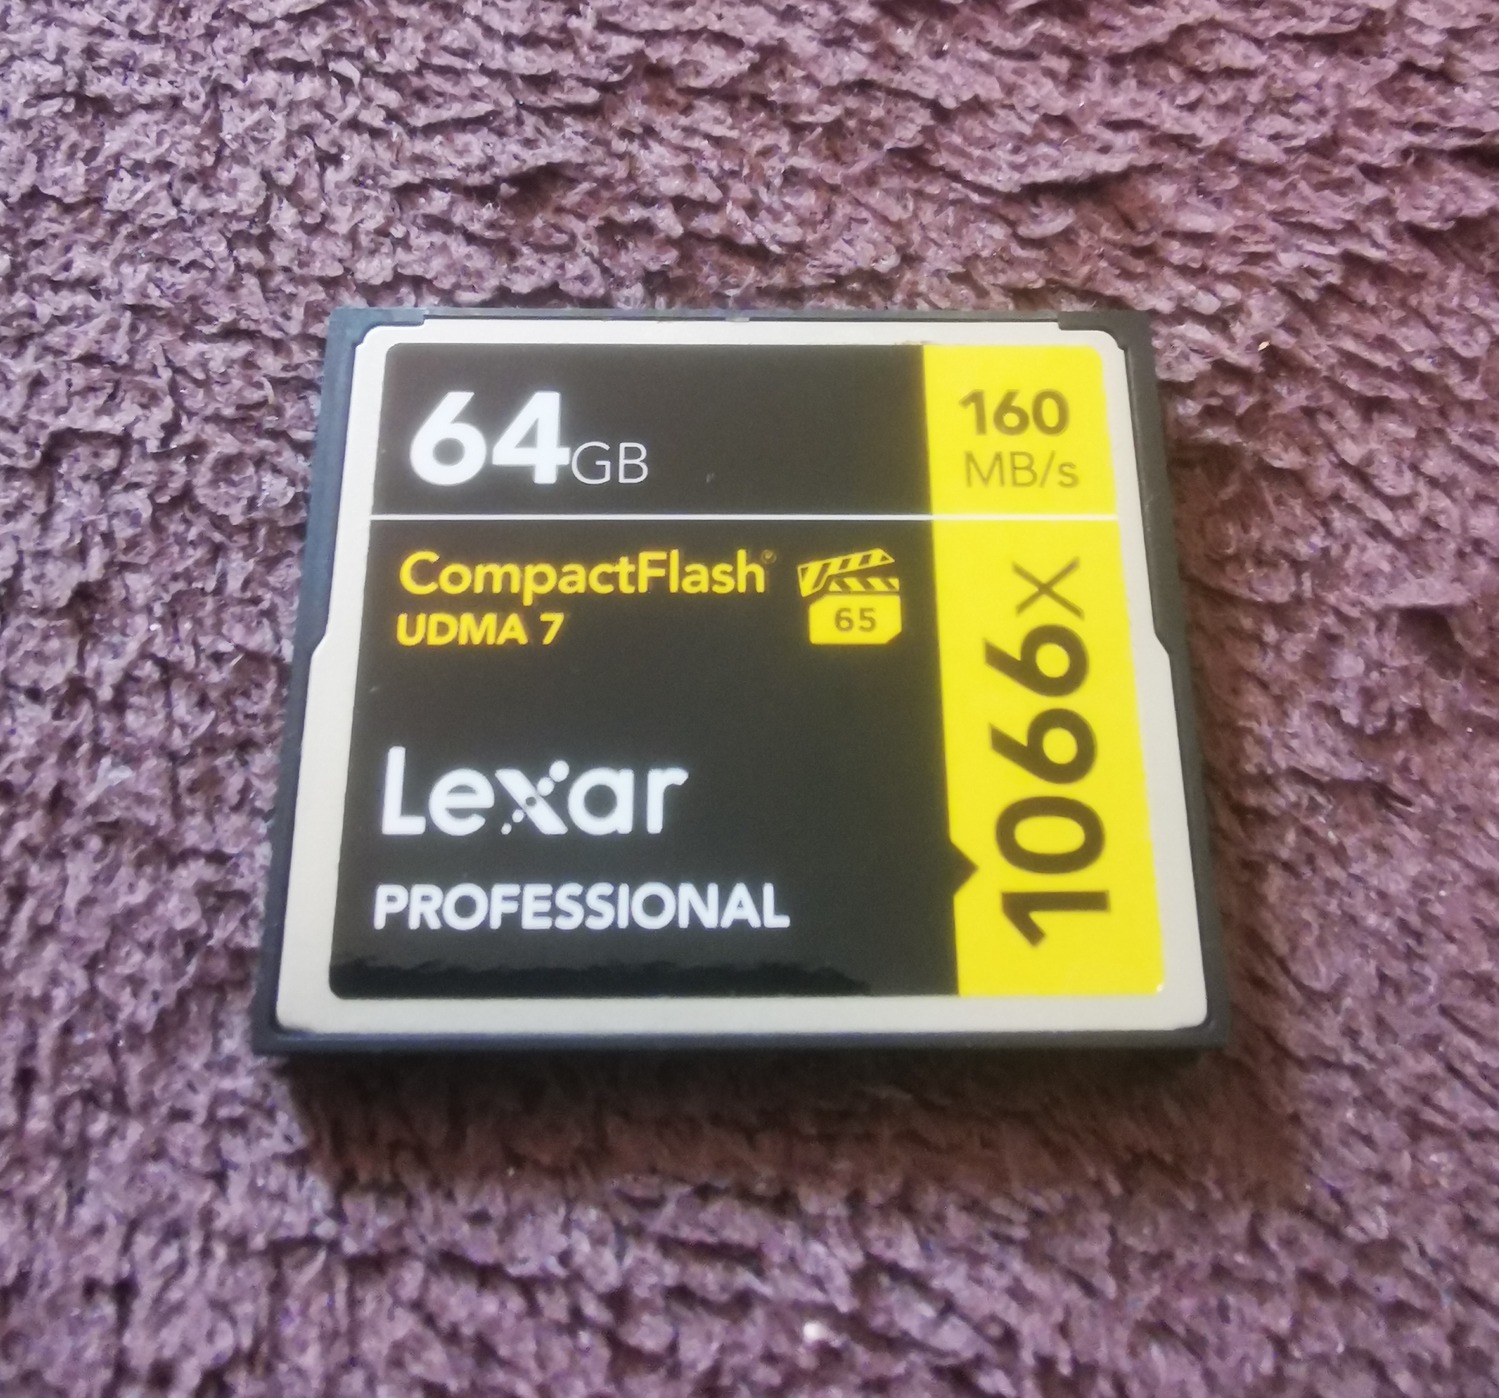 64GB
160
MB/s
CompactFlash®
UDMA 7
65
1066x
Lexar
PROFESSIONAL